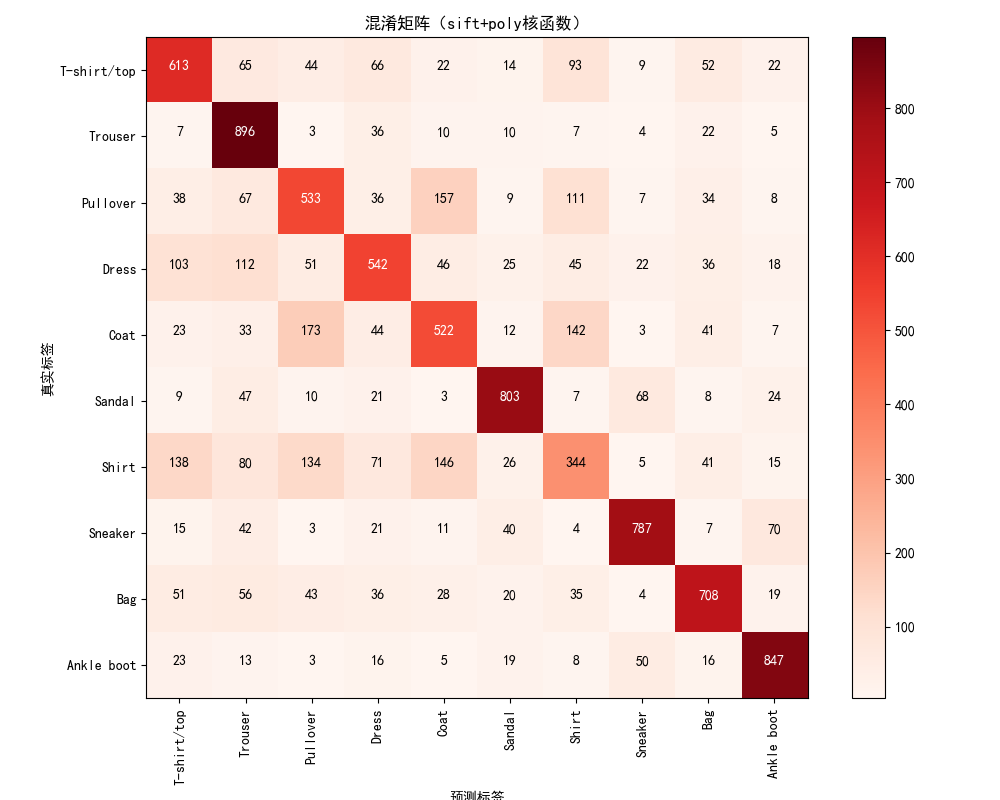 混淆矩阵（sift+poly核函数）
T-shirt/top 613 65 44 66 22 14 93 9 52 22
Trouser 7 896 3 36 10 10 7 4 22 5
Pullover 38 67 533 36 157 9 111 7 34 8
Dress 103 112 51 542 46 25 45 22 36 18
Coat 23 33 173 44 522 12 142 3 41 7
Sandal 9 47 10 21 3 803 7 68 8 24
Shirt 138 80 134 71 146 26 344 5 41 15
Sneaker 15 42 3 21 11 40 4 787 7 70
Bag 51 56 43 36 28 20 35 4 708 19
Ankle boot 23 13 3 16 5 19 8 50 16 847
真实标签
T-shirt/top Trouser Pullover Dress Coat Sandal Shirt Sneaker Bag Ankle boot
预测标签
800
700
600
500
400
300
200
100